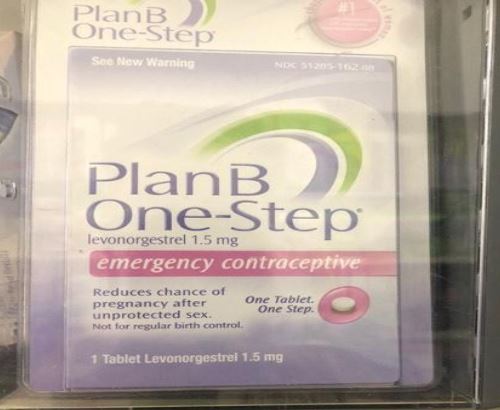 Plan B
One-Step®
#1
See New Warning
NDC 51285-162-88
Plan B
One-Step®
levonorgestrel 1.5 mg
emergency contraceptive
Reduces chance of
pregnancy after
unprotected sex.
Not for regular birth control.
One Tablet.
One Step.
1 Tablet Levonorgestrel 1.5 mg